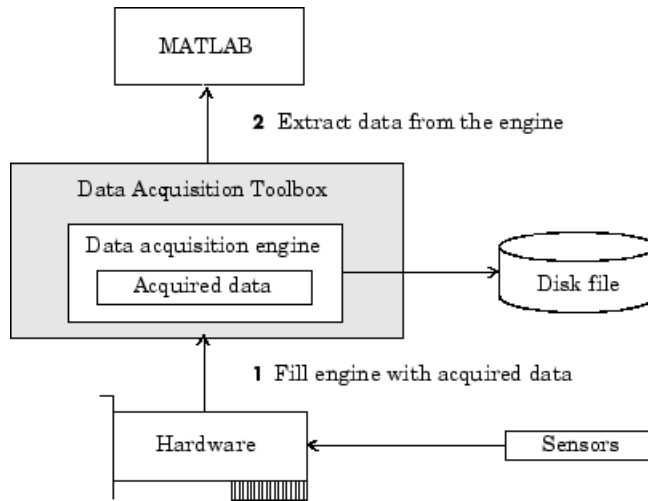 MATLAB
2 Extract data from the engine
Data Acquisition Toolbox
Data acquisition engine
Acquired data
Disk file
1 Fill engine with acquired data
Hardware
Sensors